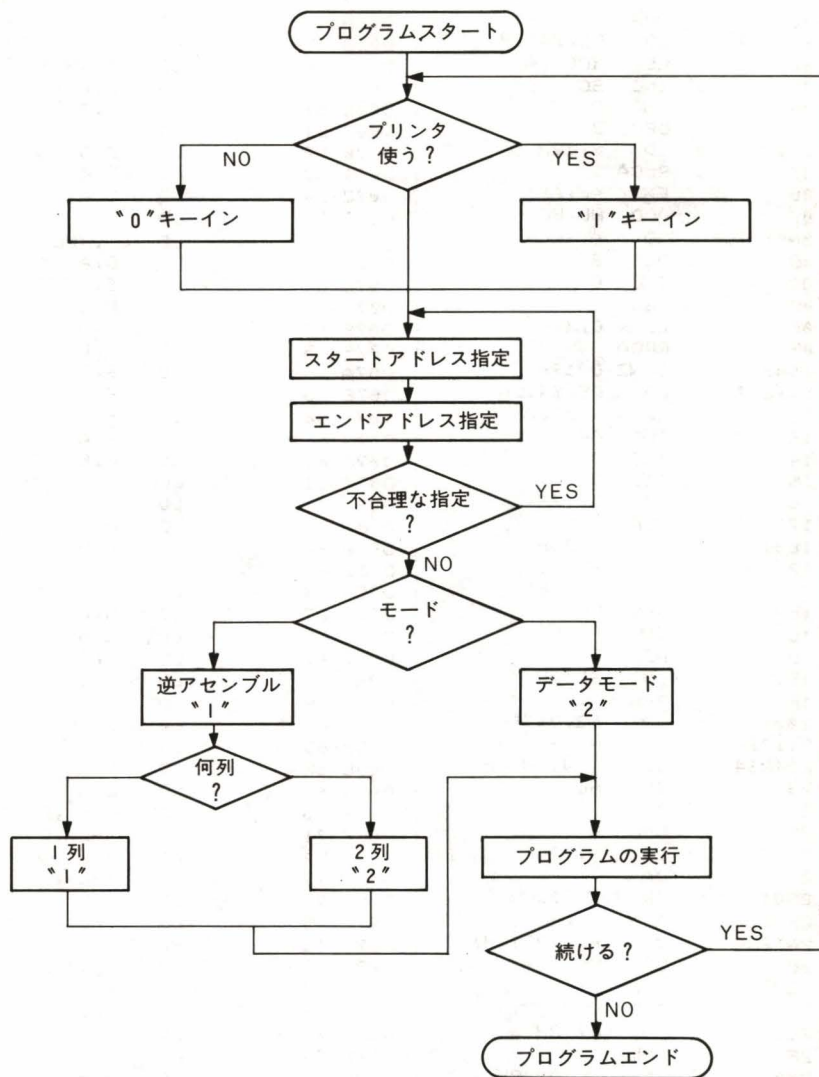 プログラムスタート
プリンタ
使う?
NO
YES
"0"キーイン
"1"キーイン
スタートアドレス指定
エンドアドレス指定
不合理な指定
?
YES
NO
モード
?
逆アセンブル
"1"
データモード
"2"
何列
?
1列
"1"
2列
"2"
プログラムの実行
続ける?
YES
NO
プログラムエンド